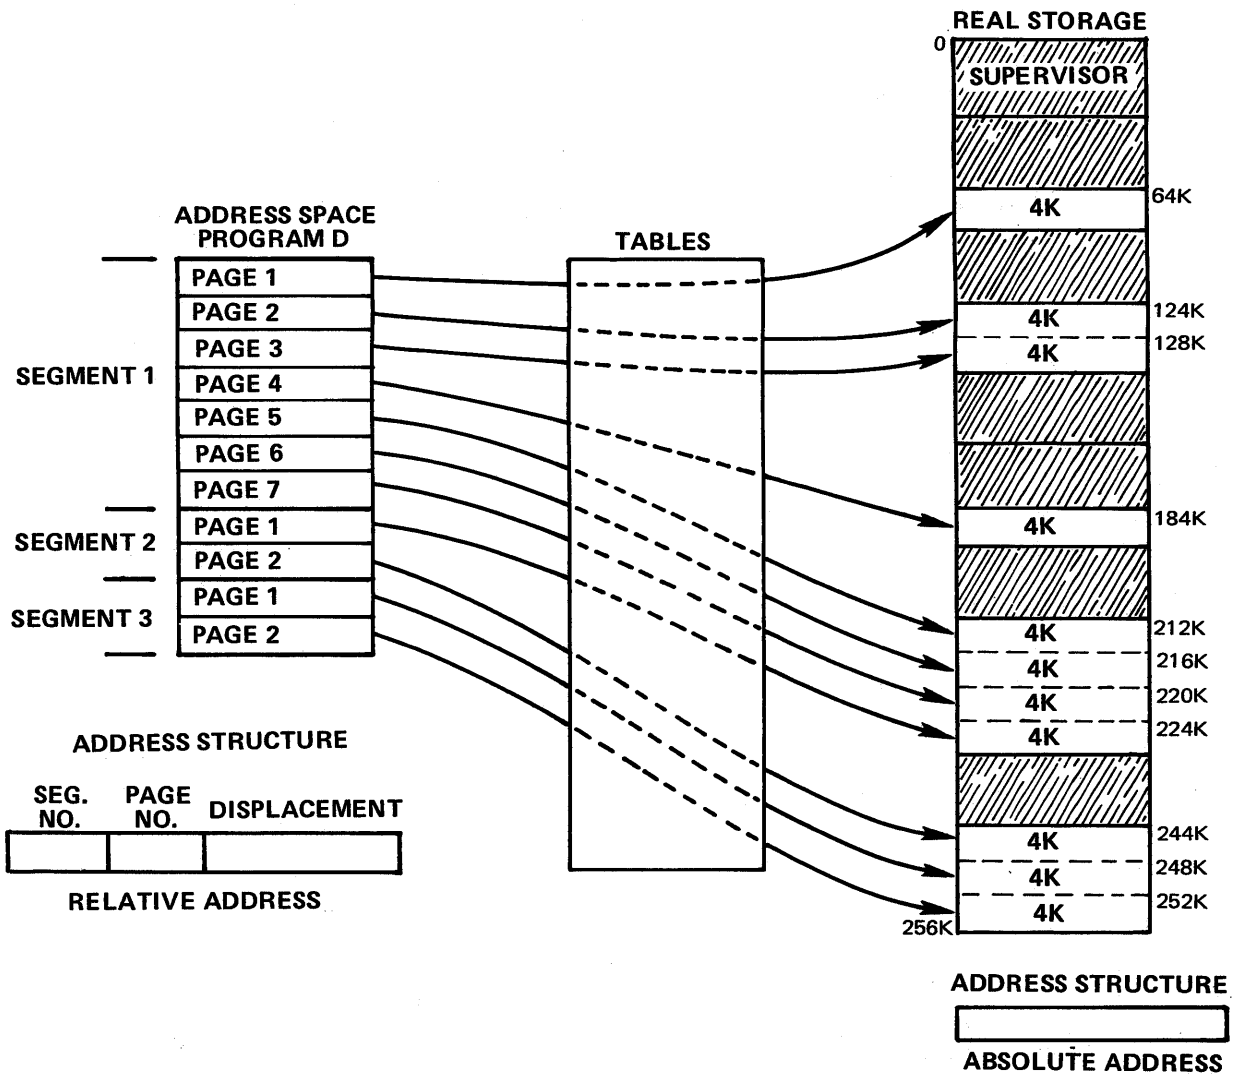 REAL STORAGE
0
SUPERVISOR
64K
4K
ADDRESS SPACE
PROGRAM D
TABLES
PAGE 1
PAGE 2
PAGE 3
PAGE 4
PAGE 5
PAGE 6
PAGE 7
PAGE 1
PAGE 2
PAGE 1
PAGE 2
SEGMENT 1
SEGMENT 2
SEGMENT 3
124K
4K
128K
4K
184K
4K
212K
4K
216K
4K
220K
4K
224K
4K
244K
4K
248K
4K
252K
4K
256K
ADDRESS STRUCTURE
SEG.
NO.
PAGE
NO.
DISPLACEMENT
RELATIVE ADDRESS
ADDRESS STRUCTURE
ABSOLUTE ADDRESS